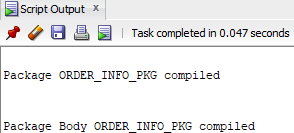 Script Output
Task completed in 0.047 seconds
Package ORDER_INFO_PKG compiled
Package Body ORDER_INFO_PKG compiled